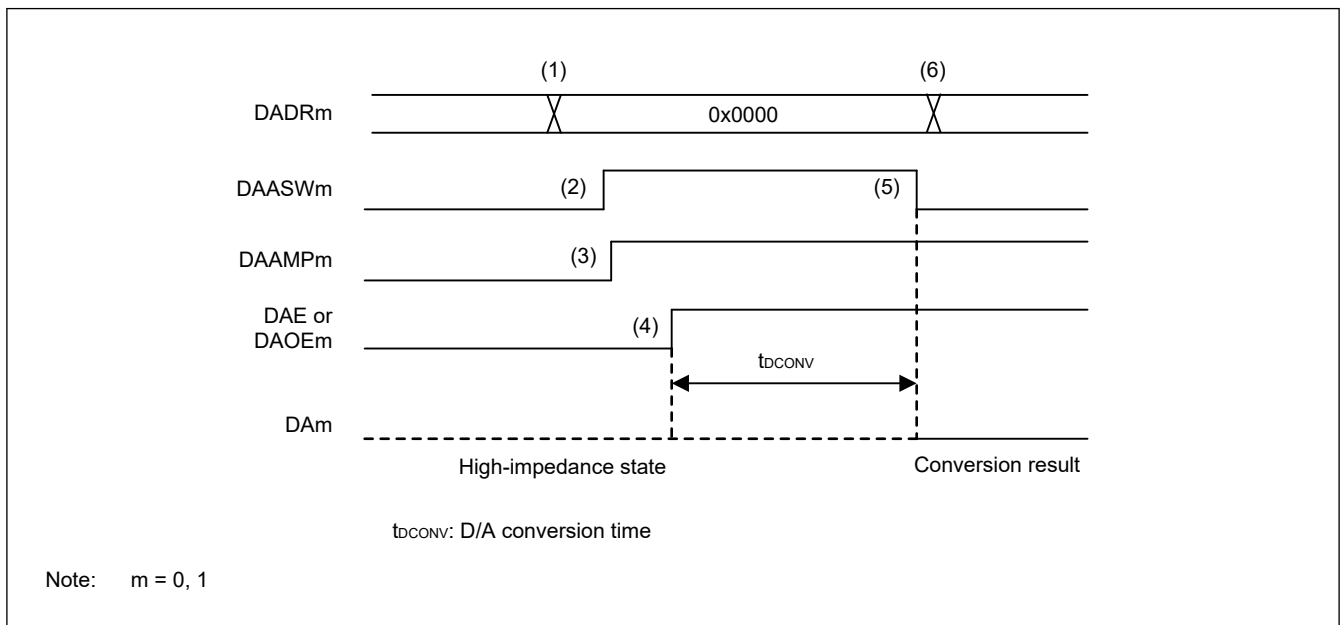 (1)
(6)
DADRm
0x0000
DAASWm
(2)
(5)
DAAMPm
(3)
DAE or
DAOEm
(4)
tDCONV
DAm
High-impedance state
Conversion result
tDCONV: D/A conversion time
Note: m = 0, 1